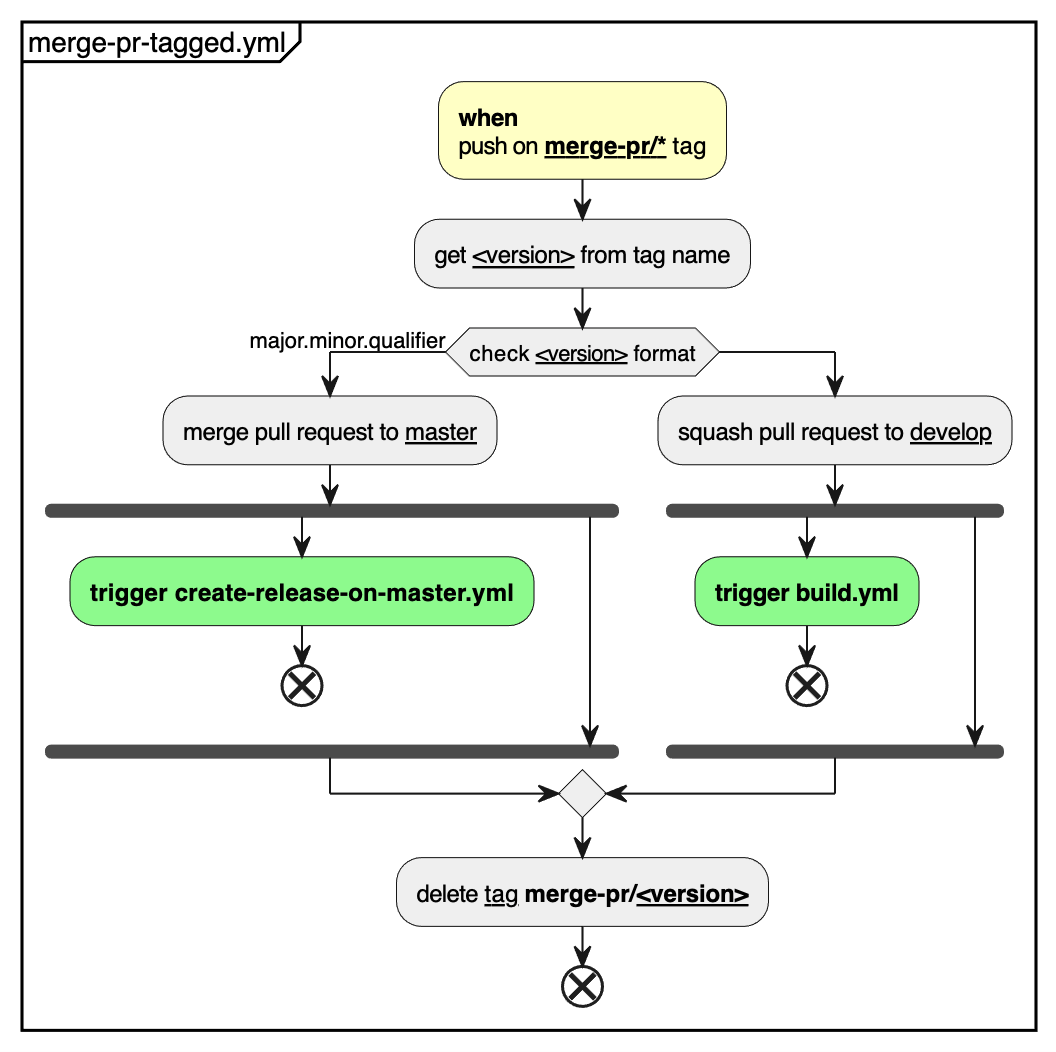 merge-pr-tagged.yml
when
push on merge-pr/* tag
get <version> from tag name
major.minor.qualifier
check <version> format
merge pull request to master
squash pull request to develop
trigger create-release-on-master.yml
trigger build.yml
delete tag merge-pr/<version>